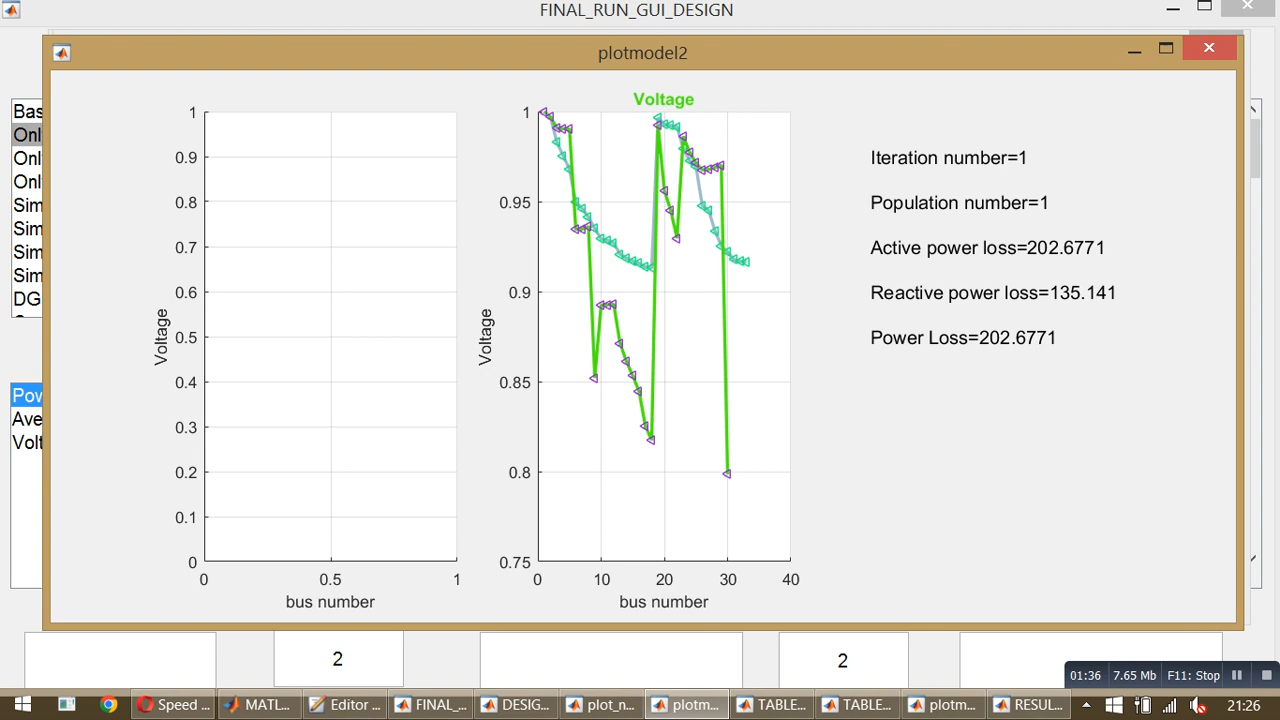 FINAL_RUN_GUI_DESIGN
plotmodel2
Bas
Onl
Onl
Onl
Sim
Sim
Sim
Sim
DG
Pow
Ave
Volt
1
0.9
0.8
0.7
0.6
0.5
0.4
0.3
0.2
0.1
0
Voltage
0 0.5 1
bus number
Voltage
1
0.95
0.9
0.85
0.8
0.75
Voltage
0 10 20 30 40
bus number
Iteration number=1
Population number=1
Active power loss=202.6771
Reactive power loss=135.141
Power Loss=202.6771
2 2
01:36 7.65 Mb F11: Stop
Speed ... MATL... Editor ... FINAL_... DESIG... plot_n... plotm... TABLE... TABLE... plotm... RESUL... 21:26